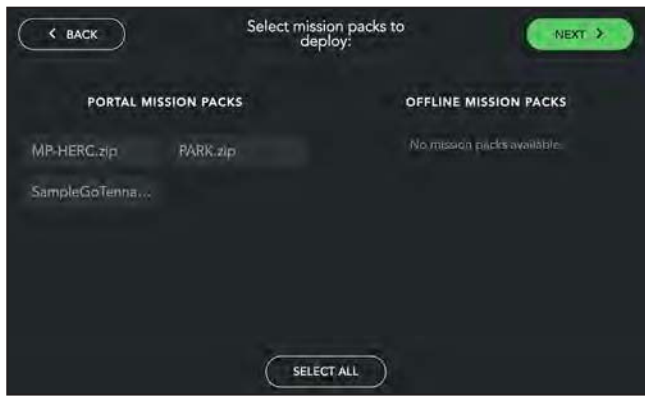 BACK
Select mission packs to
deploy:
NEXT
PORTAL MISSION PACKS
OFFLINE MISSION PACKS
MP-HERC.zip
PARK.zip
No mission packs available.
SampleGoTenna...
SELECT ALL